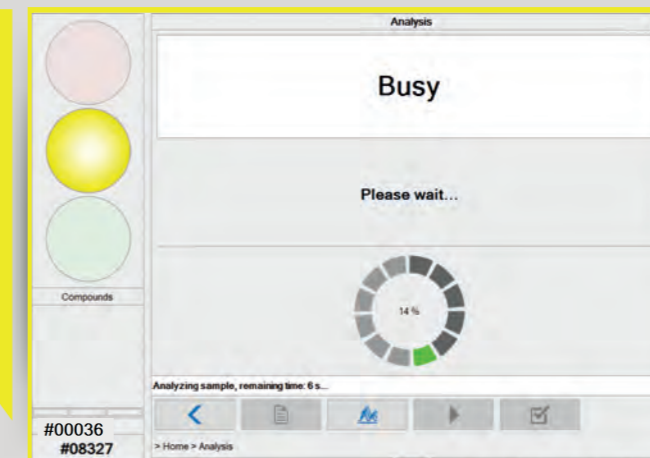 Analysis
Busy
Please wait...
14 %
Compounds
Analyzing sample, remaining time: 6 s...
#00036
#08327
> Home > Analysis